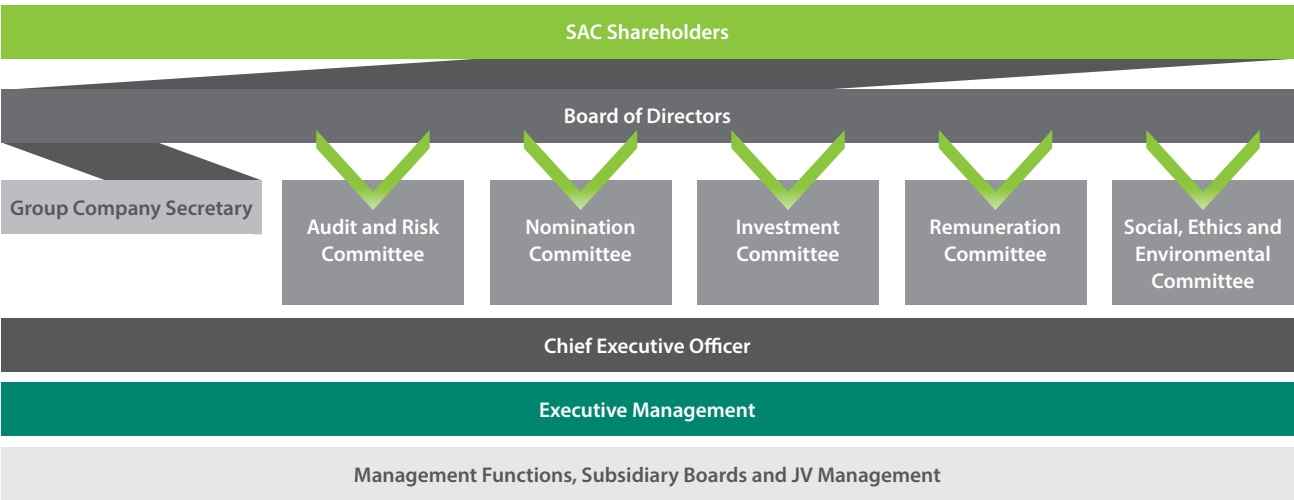 SAC Shareholders
Board of Directors
Group Company Secretary
Audit and Risk
Committee
Nomination
Committee
Investment
Committee
Remuneration
Committee
Social, Ethics and
Environmental
Committee
Chief Executive Officer
Executive Management
Management Functions, Subsidiary Boards and JV Management